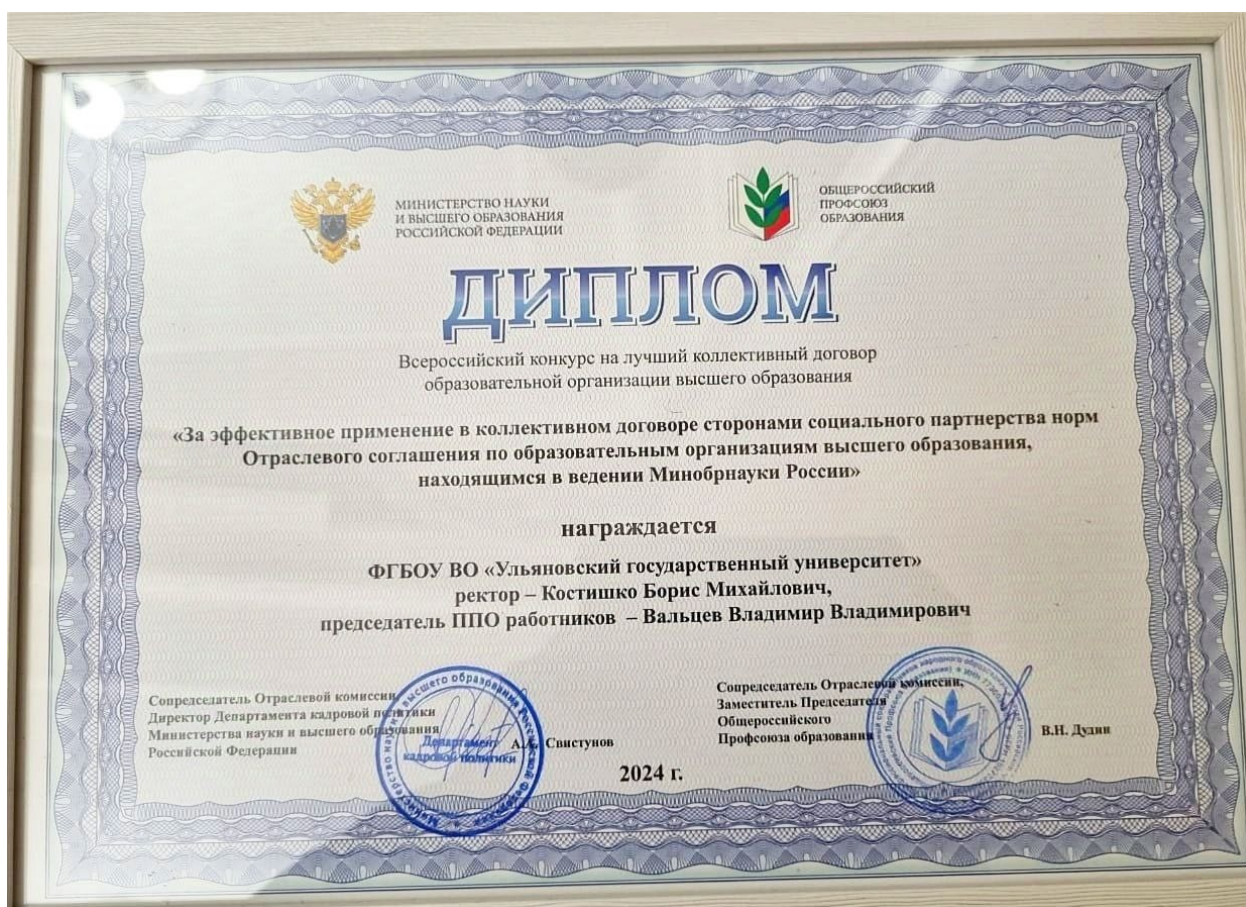 МИНИСТЕРСТВО НАУКИ
И ВЫСШЕГО ОБРАЗОВАНИЯ
РОССИЙСКОЙ ФЕДЕРАЦИИ
ОБЩЕРОССИЙСКИЙ
ПРОФСОЮЗ
ОБРАЗОВАНИЯ
ДИПЛОМ
Всероссийский конкурс на лучший коллективный договор
образовательной организации высшего образования
«За эффективное применение в коллективном договоре сторонами социального партнерства норм
Отраслевого соглашения по образовательным организациям высшего образования,
находящимся в ведении Минобрнауки России»
награждается
ФГБОУ ВО «Ульяновский государственный университет»
ректор – Костишко Борис Михайлович,
председатель ППО работников – Вальцев Владимир Владимирович
Сопредседатель Отраслевой комиссии,
Директор Департамента кадровой политики
Министерства науки и высшего образования
Российской Федерации
Департамент
кадровой политики
Свистунов
Сопредседатель Отраслевой комиссии,
Заместитель Председателя
Общероссийского
Профсоюза образования
В.Н. Дудин
2024 г.